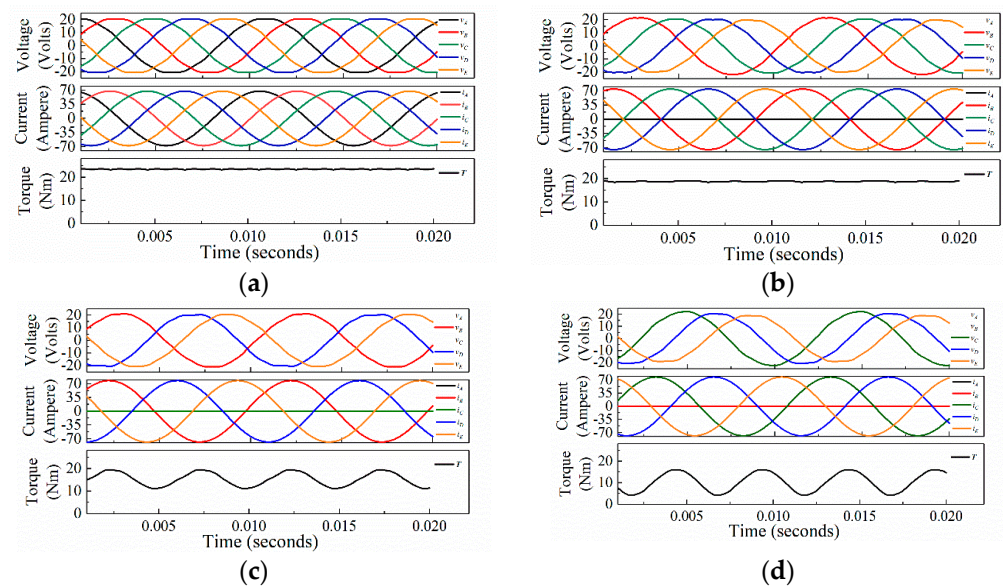 Voltage (Volts)
20 10 0 -10 -20
v_A
v_B
v_C
v_D
v_E
Current (Ampere)
70 35 0 -35 -70
i_A
i_B
i_C
i_D
i_E
Torque (Nm)
20 10 0
T
0.005 0.010 0.015 0.020
Time (seconds)
(a)
Voltage (Volts)
20 10 0 -10 -20
v_A
v_B
v_C
v_D
v_E
Current (Ampere)
70 35 0 -35 -70
i_A
i_B
i_C
i_D
i_E
Torque (Nm)
20 10 0
T
0.005 0.010 0.015 0.020
Time (seconds)
(b)
Voltage (Volts)
20 10 0 -10 -20
v_A
v_B
v_C
v_D
v_E
Current (Ampere)
70 35 0 -35 -70
i_A
i_B
i_C
i_D
i_E
Torque (Nm)
20 10 0
T
0.005 0.010 0.015 0.020
Time (seconds)
(c)
Voltage (Volts)
20 10 0 -10 -20
v_A
v_B
v_C
v_D
v_E
Current (Ampere)
70 35 0 -35 -70
i_A
i_B
i_C
i_D
i_E
Torque (Nm)
20 10 0
T
0.005 0.010 0.015 0.020
Time (seconds)
(d)